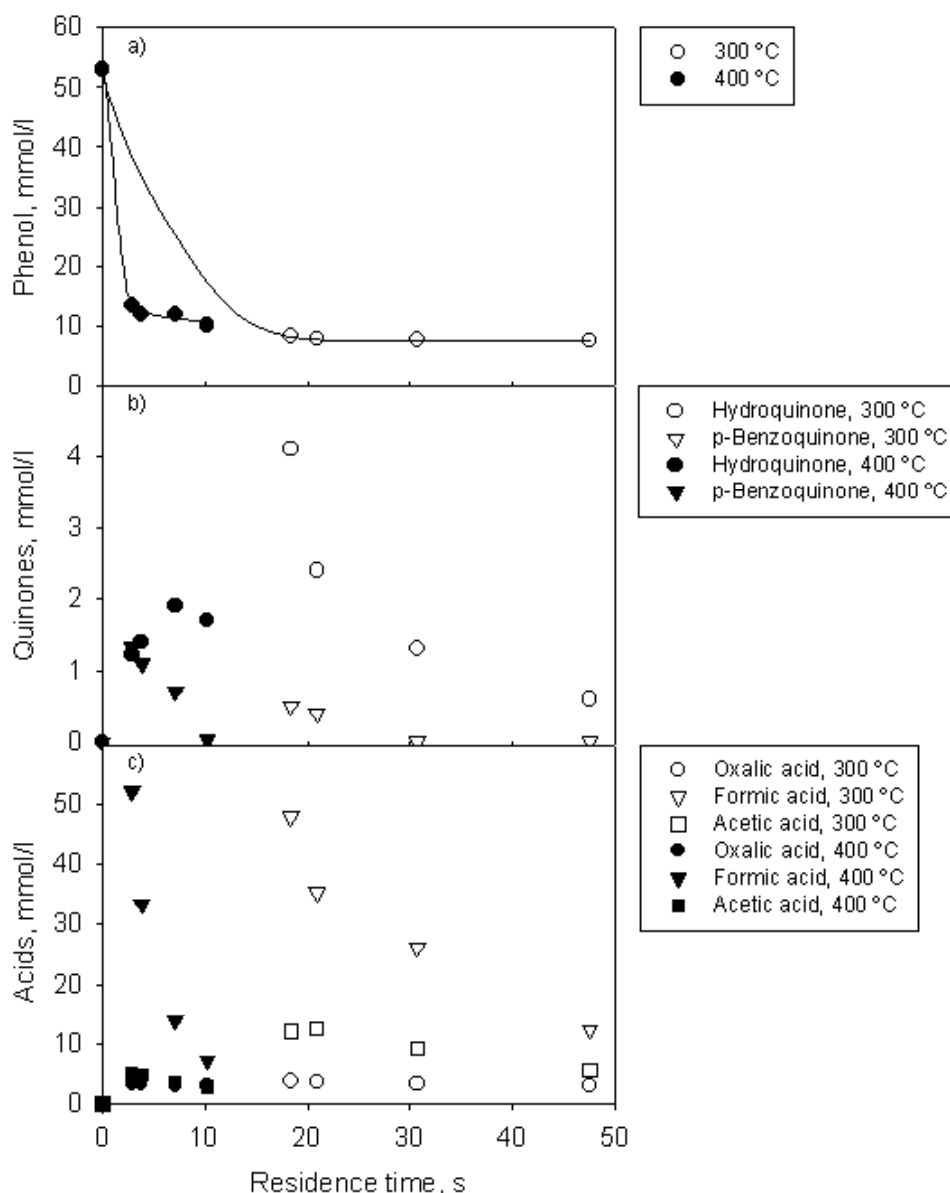 60
50
40
30
20
10
0
Phenol, mmol/l
a)
300 °C
400 °C
4
3
2
1
0
Quinones, mmol/l
b)
Hydroquinone, 300 °C
p-Benzoquinone, 300 °C
Hydroquinone, 400 °C
p-Benzoquinone, 400 °C
50
40
30
20
10
0
Acids, mmol/l
c)
Oxalic acid, 300 °C
Formic acid, 300 °C
Acetic acid, 300 °C
Oxalic acid, 400 °C
Formic acid, 400 °C
Acetic acid, 400 °C
0 10 20 30 40 50
Residence time, s